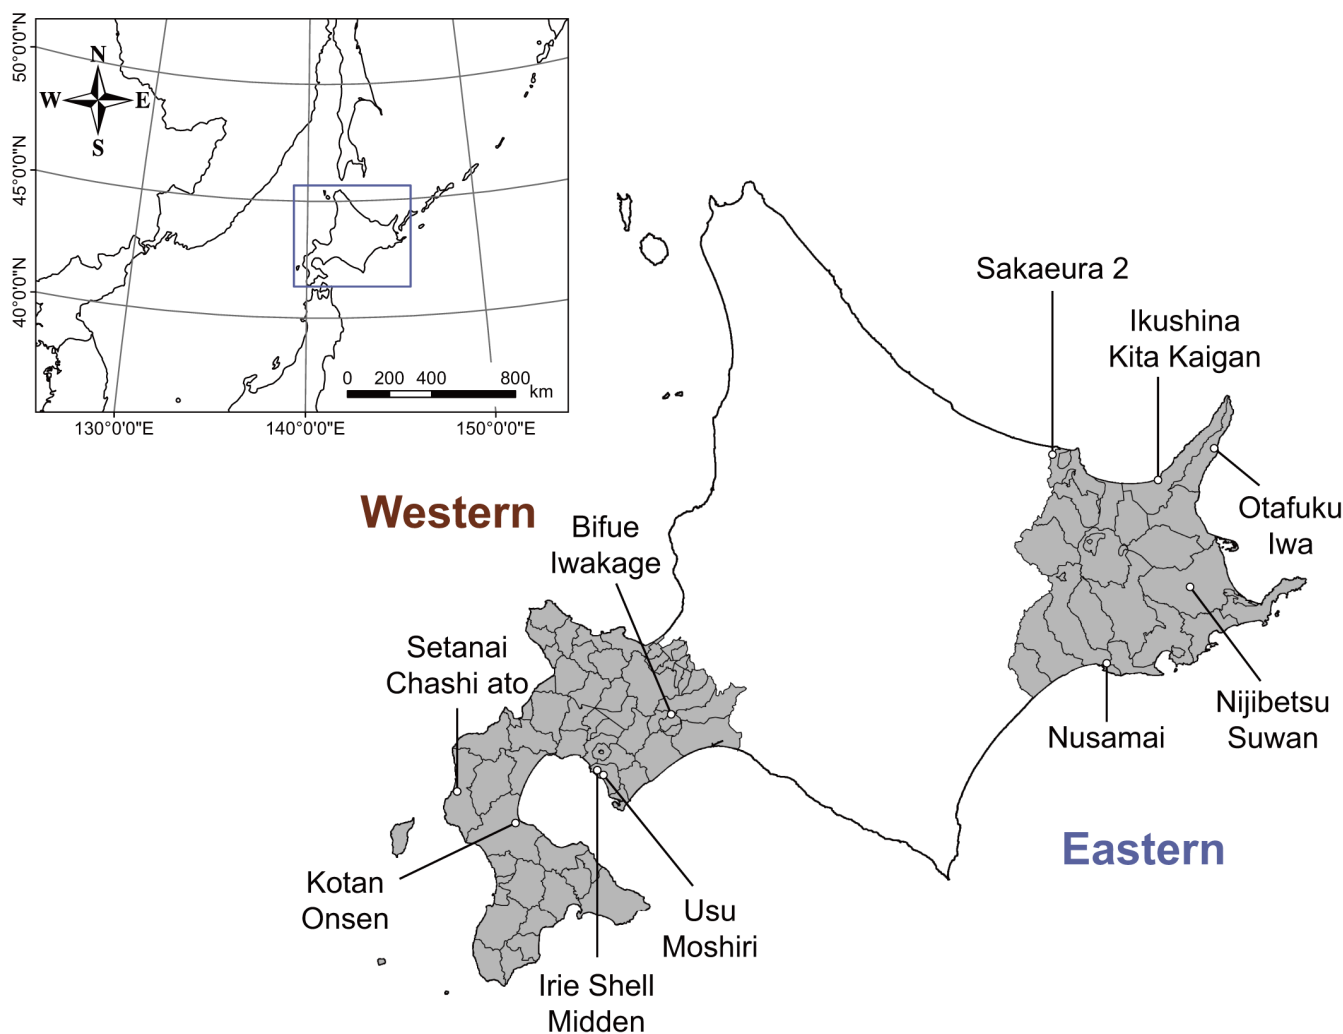 50°0'0"N
45°0'0"N
40°0'0"N
N
W
E
S
0 200 400 800
km
130°0'0"E
140°0'0"E
150°0'0"E
Sakaeura 2
Ikushina
Kita Kaigan
Otafuku
Iwa
Western
Bifue
Iwakage
Setanai
Chashi ato
Nijibetsu
Suwan
Nusamai
Eastern
Kotan
Onsen
Usu
Moshiri
Irie Shell
Midden